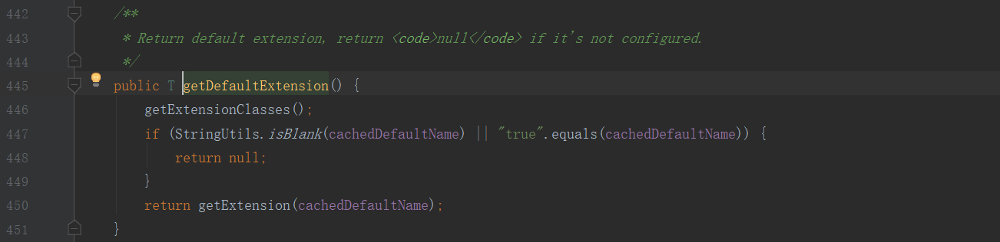 442 /**
443 * Return default extension, return <code>null</code> if it's not configured.
444 */
445 public T getDefaultExtension() {
446 getExtensionClasses();
447 if (StringUtils.isBlank(cachedDefaultName) || "true".equals(cachedDefaultName)) {
448 return null;
449 }
450 return getExtension(cachedDefaultName);
451 }